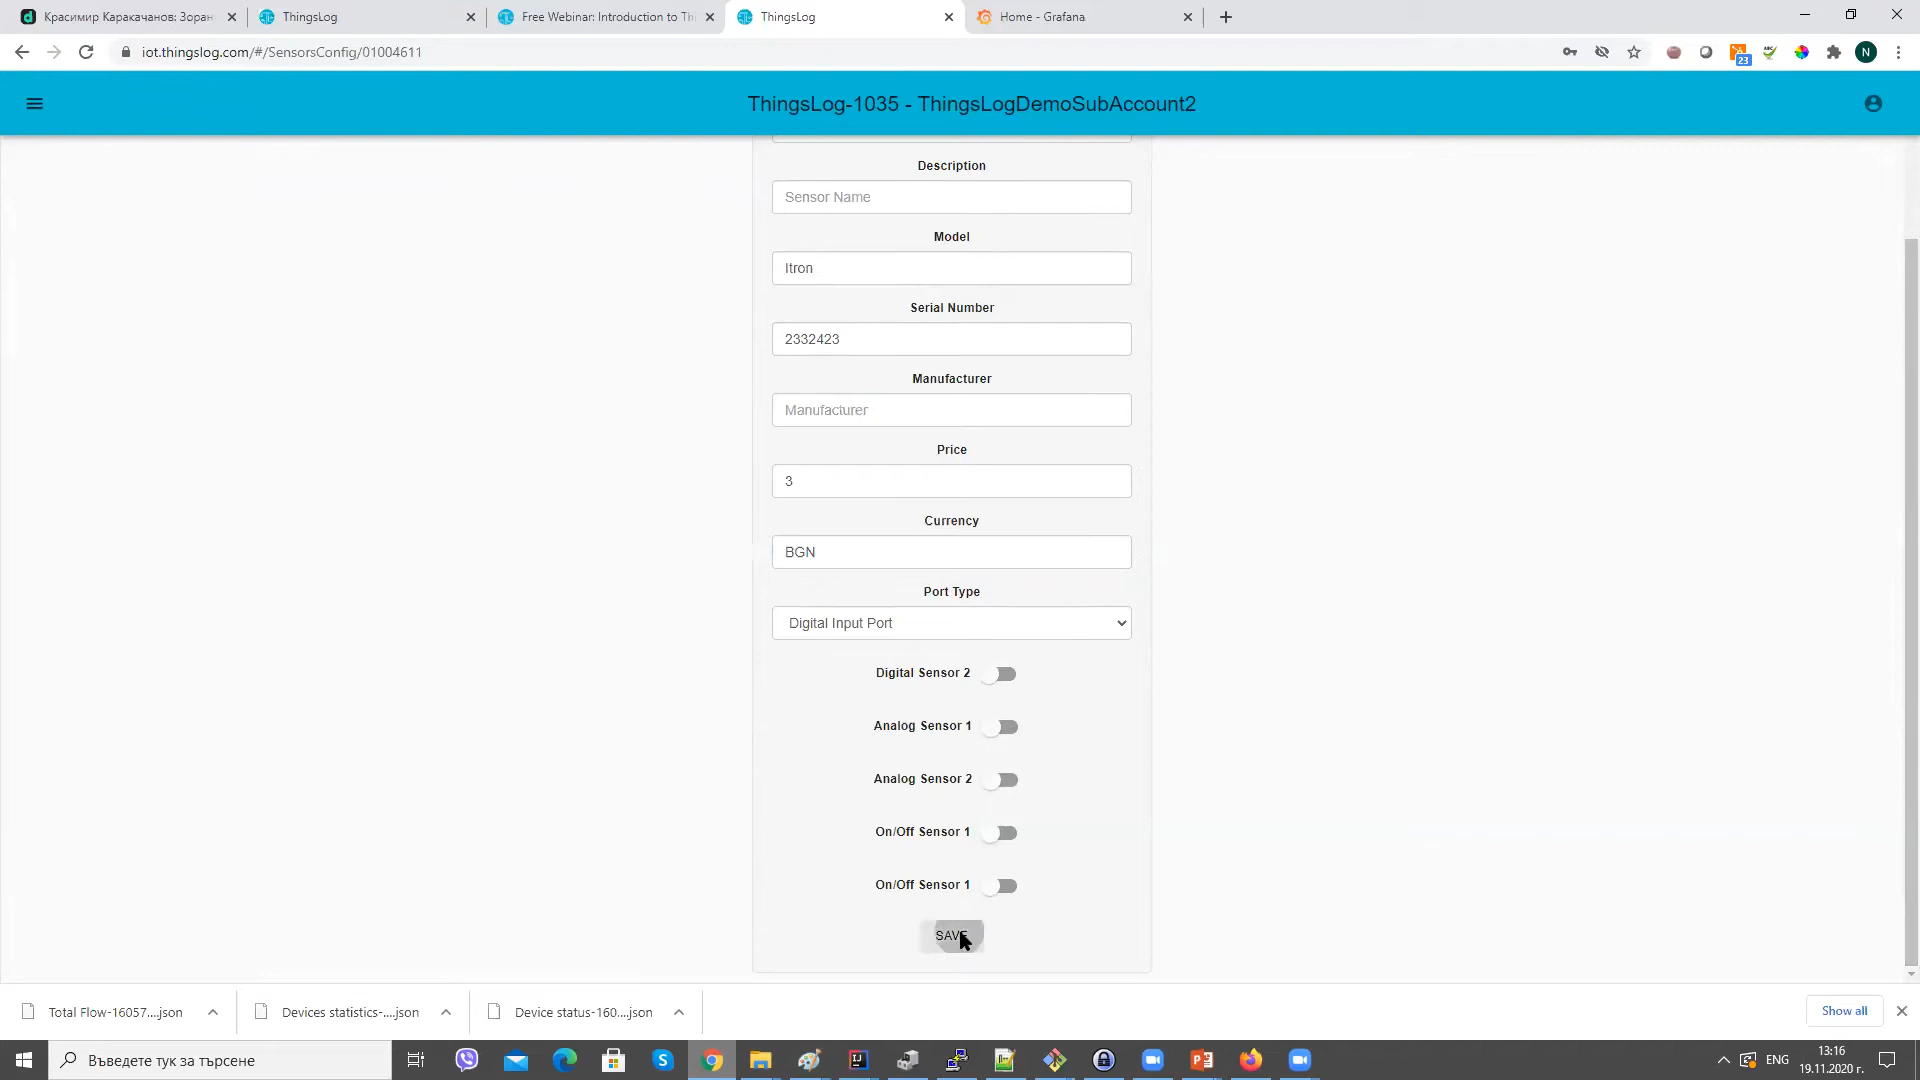 Красимир Каракачанов: Зоран
ThingsLog
Free Webinar: Introduction to Thi
ThingsLog
Home - Grafana
iot.thingslog.com/#/SensorsConfig/01004611
23
N
ThingsLog-1035 - ThingsLogDemoSubAccount2
Description
Sensor Name
Model
Itron
Serial Number
2332423
Manufacturer
Manufacturer
Price
3
Currency
BGN
Port Type
Digital Input Port
Digital Sensor 2
Analog Sensor 1
Analog Sensor 2
On/Off Sensor 1
On/Off Sensor 1
SAVE
Total Flow-16057....json
Devices statistics-....json
Device status-160....json
Show all
Въведете тук за търсене
ENG
13:16
19.11.2020 г.